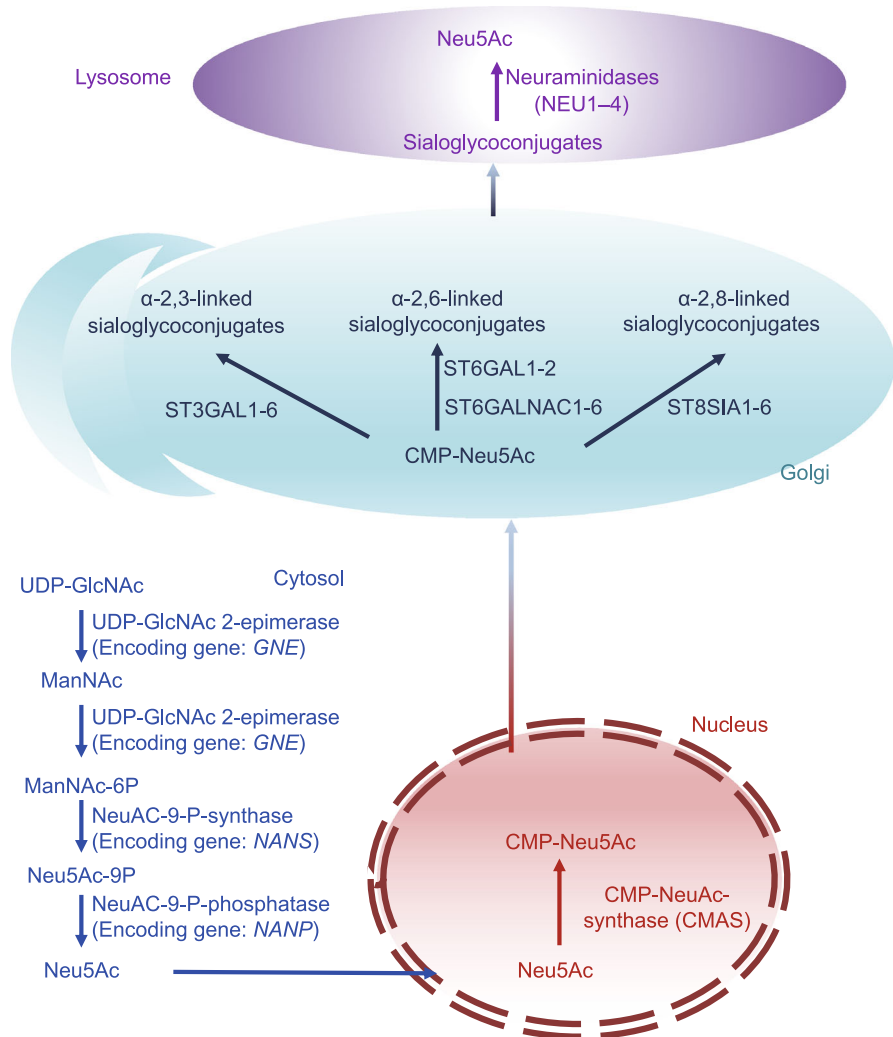 Neu5Ac
Lysosome
Neuraminidases
(NEU1–4)
Sialoglycoconjugates
α-2,3-linked
sialoglycoconjugates
α-2,6-linked
sialoglycoconjugates
α-2,8-linked
sialoglycoconjugates
ST3GAL1-6
ST6GAL1-2
ST6GALNAC1-6
ST8SIA1-6
CMP-Neu5Ac
Golgi
Cytosol
UDP-GlcNAc
UDP-GlcNAc 2-epimerase
(Encoding gene: GNE)
ManNAc
UDP-GlcNAc 2-epimerase
(Encoding gene: GNE)
ManNAc-6P
NeuAC-9-P-synthase
(Encoding gene: NANS)
Neu5Ac-9P
NeuAC-9-P-phosphatase
(Encoding gene: NANP)
Neu5Ac
Nucleus
CMP-Neu5Ac
CMP-NeuAc-
synthase (CMAS)
Neu5Ac